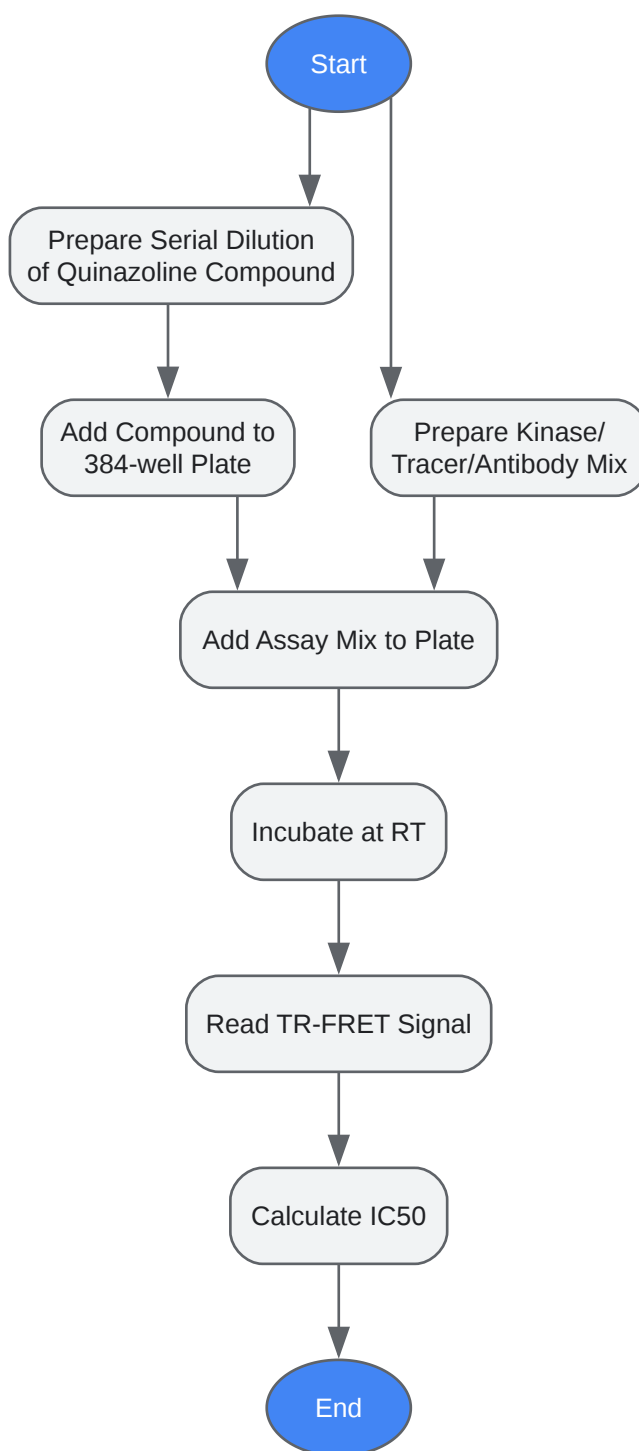 Start
Prepare Serial Dilution
of Quinazoline Compound
Add Compound to
384-well Plate
Prepare Kinase/
Tracer/Antibody Mix
Add Assay Mix to Plate
Incubate at RT
Read TR-FRET Signal
Calculate IC50
End